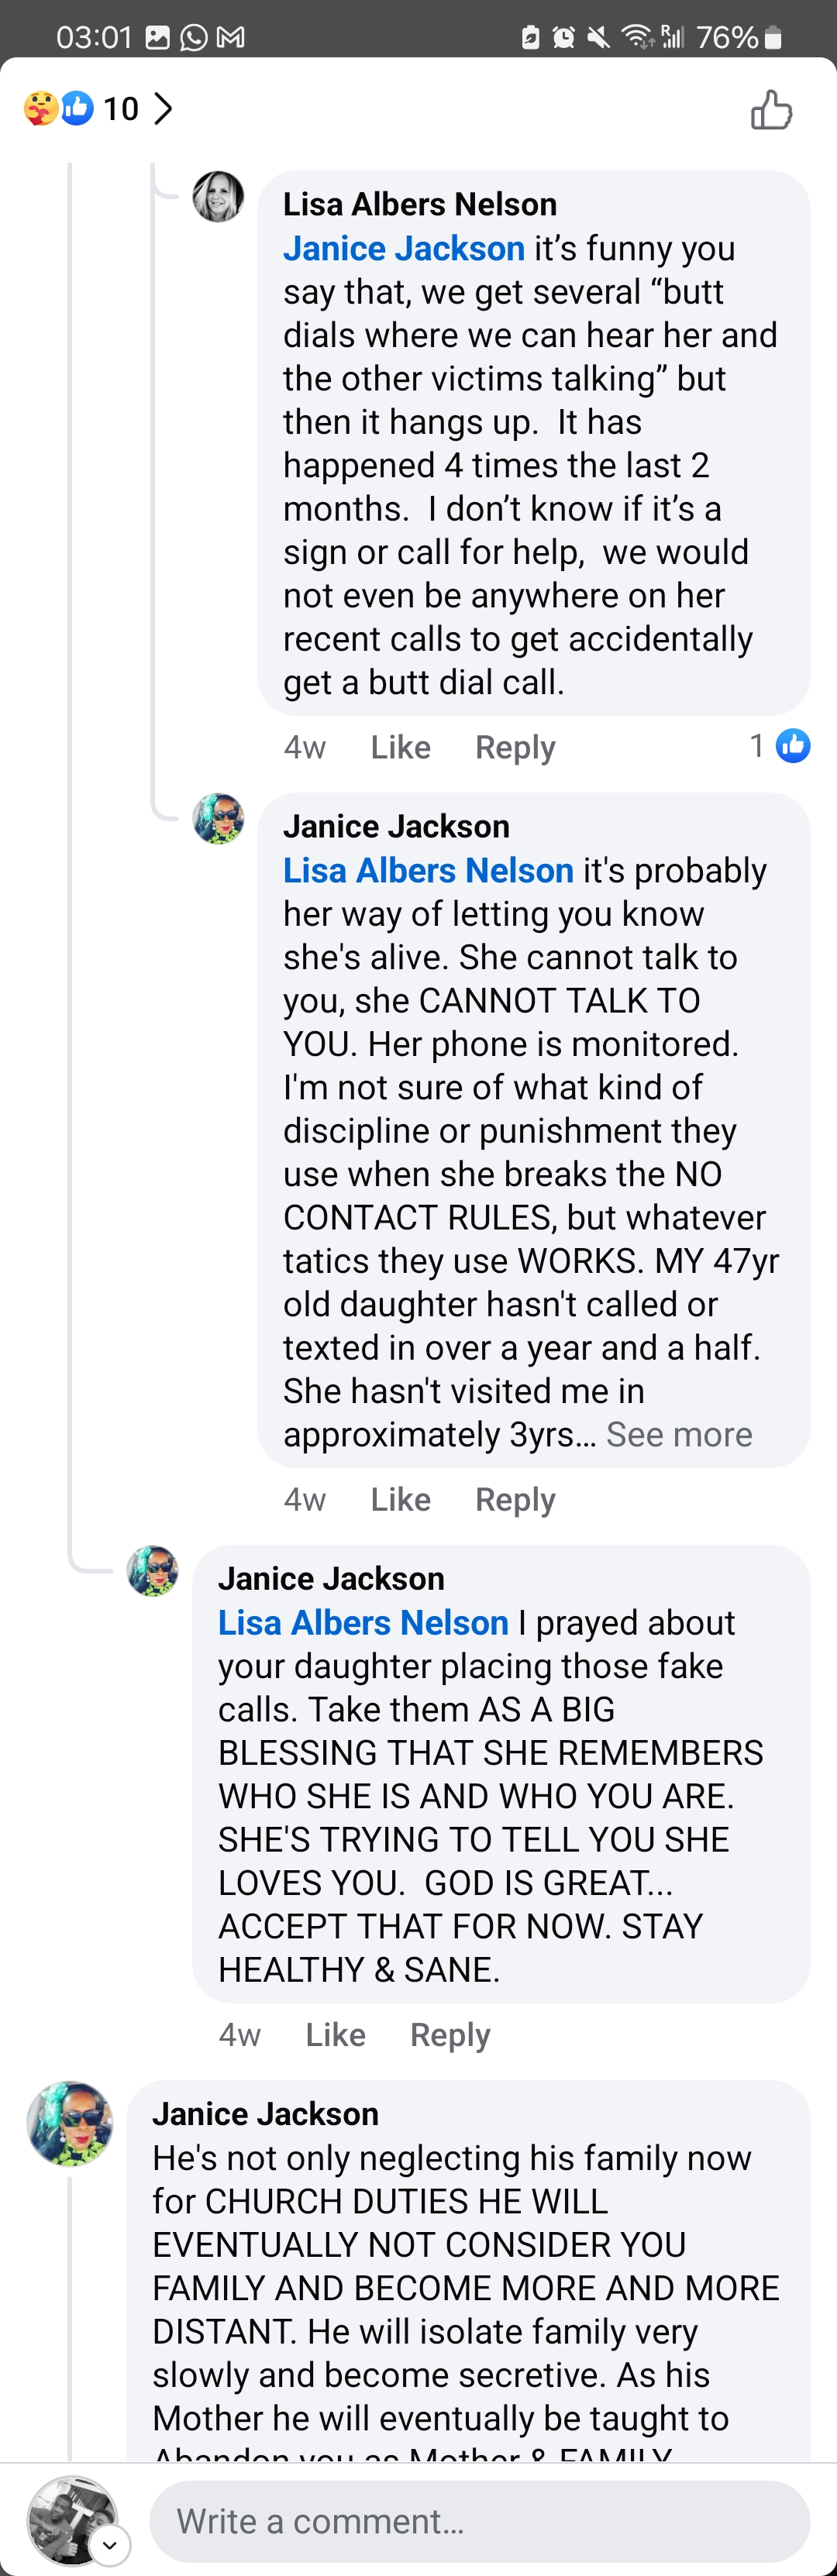 03:01 76%
10
Lisa Albers Nelson
Janice Jackson it’s funny you
say that, we get several “butt
dials where we can hear her and
the other victims talking” but
then it hangs up.  It has
happened 4 times the last 2
months.  I don’t know if it’s a
sign or call for help,  we would
not even be anywhere on her
recent calls to get accidentally
get a butt dial call.
4w Like Reply 1
Janice Jackson
Lisa Albers Nelson it's probably
her way of letting you know
she's alive. She cannot talk to
you, she CANNOT TALK TO
YOU. Her phone is monitored.
I'm not sure of what kind of
discipline or punishment they
use when she breaks the NO
CONTACT RULES, but whatever
tatics they use WORKS. MY 47yr
old daughter hasn't called or
texted in over a year and a half.
She hasn't visited me in
approximately 3yrs... See more
4w Like Reply
Janice Jackson
Lisa Albers Nelson I prayed about
your daughter placing those fake
calls. Take them AS A BIG
BLESSING THAT SHE REMEMBERS
WHO SHE IS AND WHO YOU ARE.
SHE'S TRYING TO TELL YOU SHE
LOVES YOU.  GOD IS GREAT...
ACCEPT THAT FOR NOW. STAY
HEALTHY & SANE.
4w Like Reply
Janice Jackson
He's not only neglecting his family now
for CHURCH DUTIES HE WILL
EVENTUALLY NOT CONSIDER YOU
FAMILY AND BECOME MORE AND MORE
DISTANT. He will isolate family very
slowly and become secretive. As his
Mother he will eventually be taught to
Abandon you as Mother & FAMILY
Write a comment...